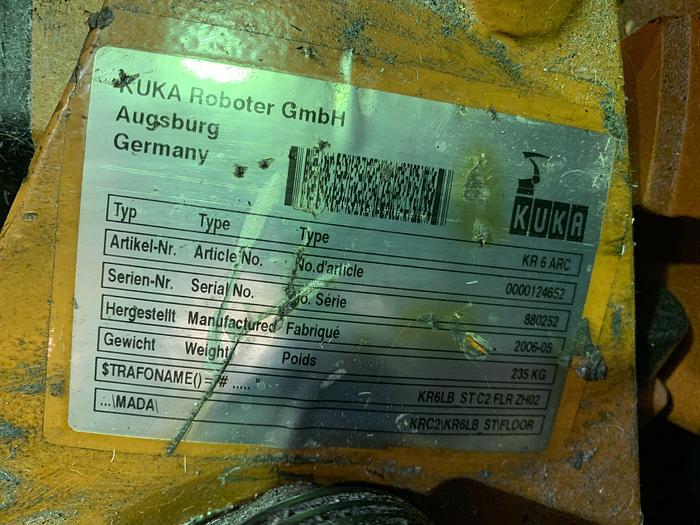 KUKA Roboter GmbH
Augsburg
Germany
KUKA
Typ Type Type KR 6 ARC
Artikel-Nr. Article No. No.d'article 0000124652
Serien-Nr. Serial No. No. Série 880252
Hergestellt Manufactured Fabriqué 2006-05
Gewicht Weight Poids 235 KG
$TRAFONAME()="# ..... " KR6LB ST C2 FLR ZH02
...\MADA\ KRC2\KR6LB_ST\FLOOR